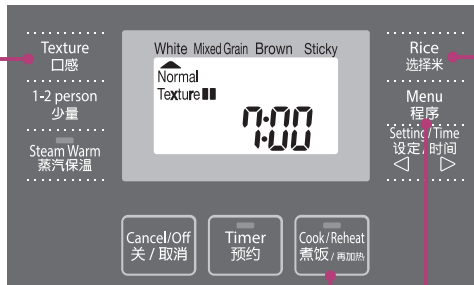 Texture
口感
1-2 person
少量
Steam Warm
蒸汽保温
White Mixed Grain Brown Sticky
Normal
Texture
7:00
Rice
选择米
Menu
程序
Setting/Time
设定/时间
Cancel/Off
关/取消
Timer
预约
Cook/Reheat
煮饭/再加热